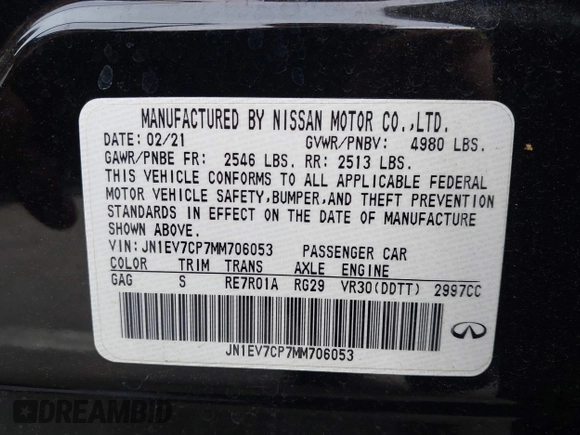 MANUFACTURED BY NISSAN MOTOR CO.,LTD.
DATE: 02/21 GVWR/PNBV: 4980 LBS.
GAWR/PNBE FR: 2546 LBS. RR: 2513 LBS.
THIS VEHICLE CONFORMS TO ALL APPLICABLE FEDERAL
MOTOR VEHICLE SAFETY,BUMPER,AND THEFT PREVENTION
STANDARDS IN EFFECT ON THE DATE OF MANUFACTURE
SHOWN ABOVE.
VIN: JN1EV7CP7MM706053 PASSENGER CAR
COLOR TRIM TRANS AXLE ENGINE
GAG S RE7R01A RG29 VR30(DDTT) 2997CC
JN1EV7CP7MM706053
DREAMBID